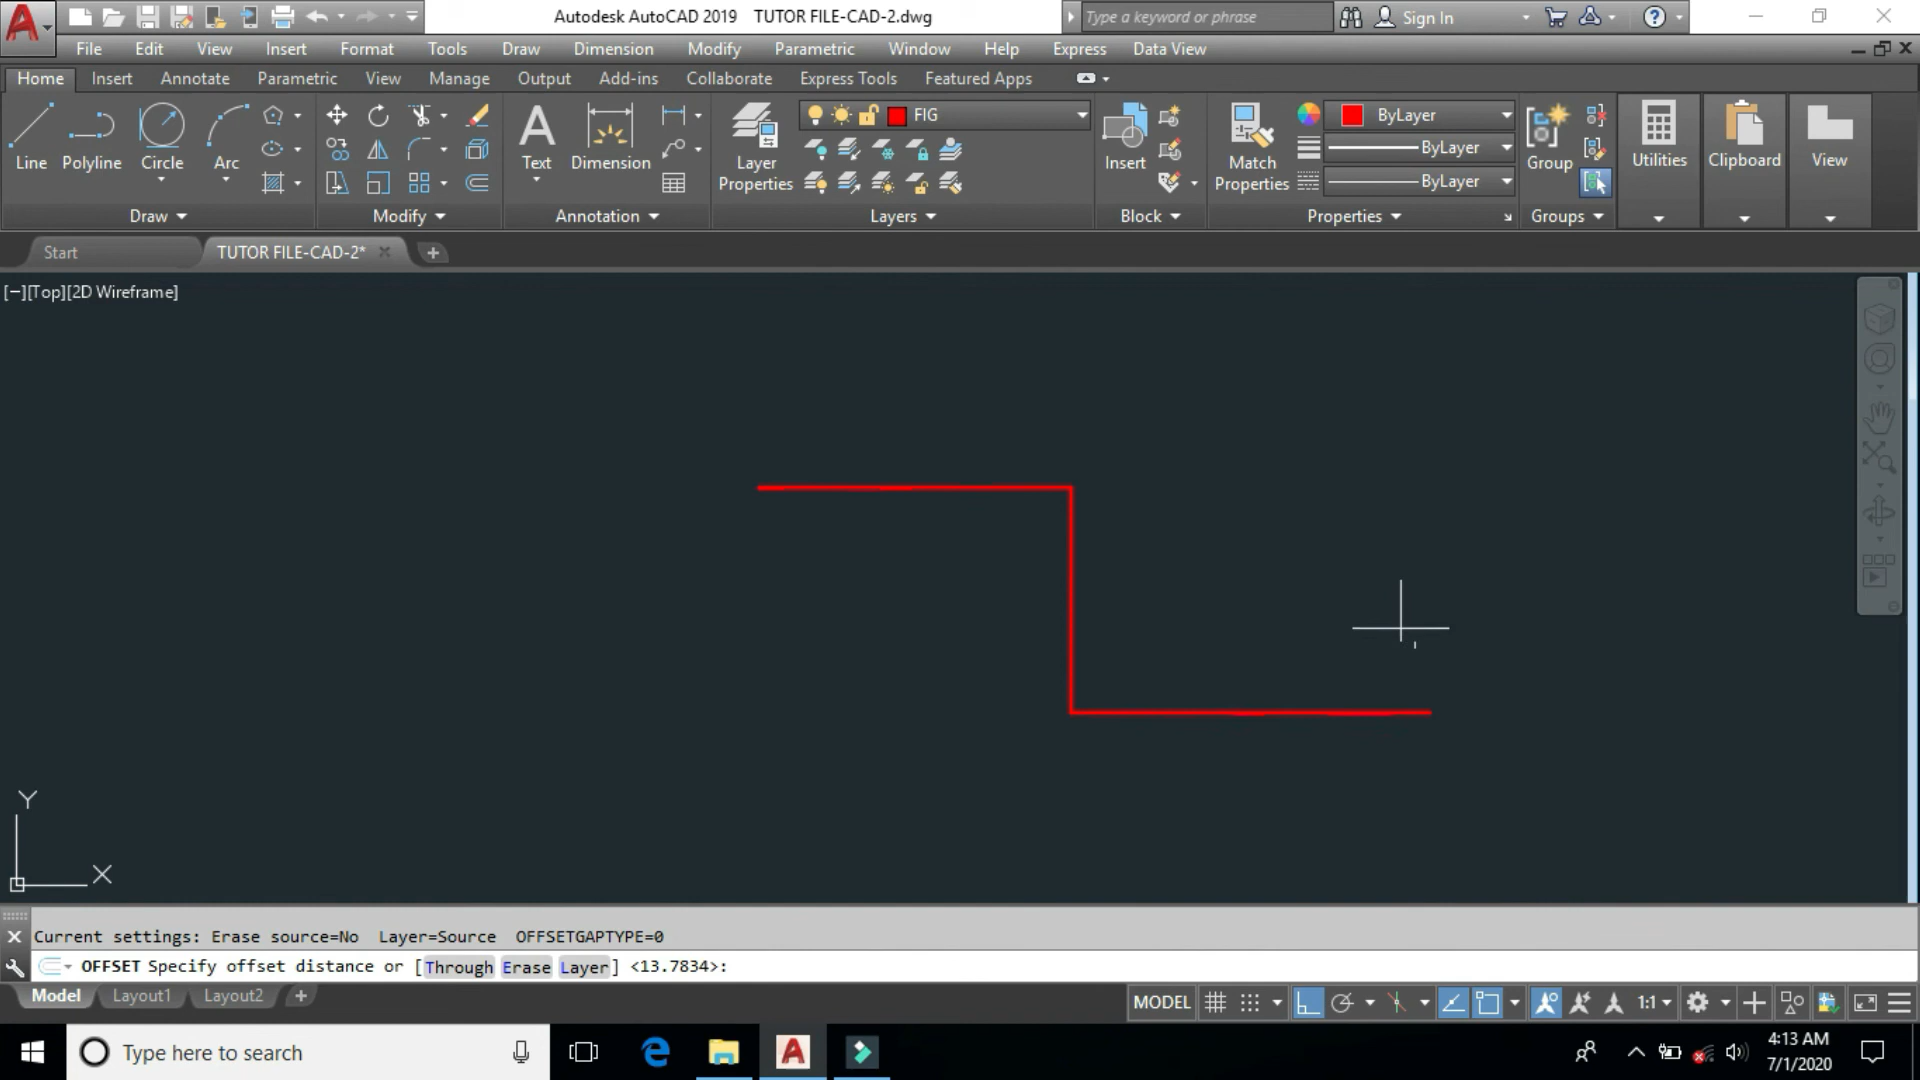 Autodesk AutoCAD 2019 TUTOR FILE-CAD-2.dwg
Type a keyword or phrase
Sign In
File Edit View Insert Format Tools Draw Dimension Modify Parametric Window Help Express Data View
Home Insert Annotate Parametric View Manage Output Add-ins Collaborate Express Tools Featured Apps
FIG
ByLayer
ByLayer
ByLayer
Line Polyline Circle Arc
Text Dimension
Layer Properties
Insert
Match Properties
Group
Utilities Clipboard View
Draw Modify Annotation Layers Block Properties Groups
Start TUTOR FILE-CAD-2*
[−][Top][2D Wireframe]
Y
X
Current settings: Erase source=No Layer=Source OFFSETGAPTYPE=0
OFFSET Specify offset distance or [Through Erase Layer] <13.7834>:
Model Layout1 Layout2 +
MODEL 1:1
Type here to search
4:13 AM
7/1/2020